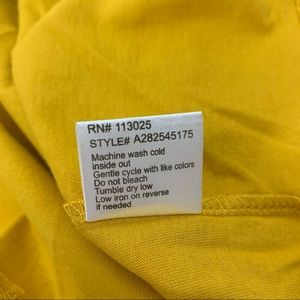 RN# 113025
STYLE# A282545175
Machine wash cold
inside out
Gentle cycle with like colors
Do not bleach
Tumble dry low
Low iron on reverse
if needed